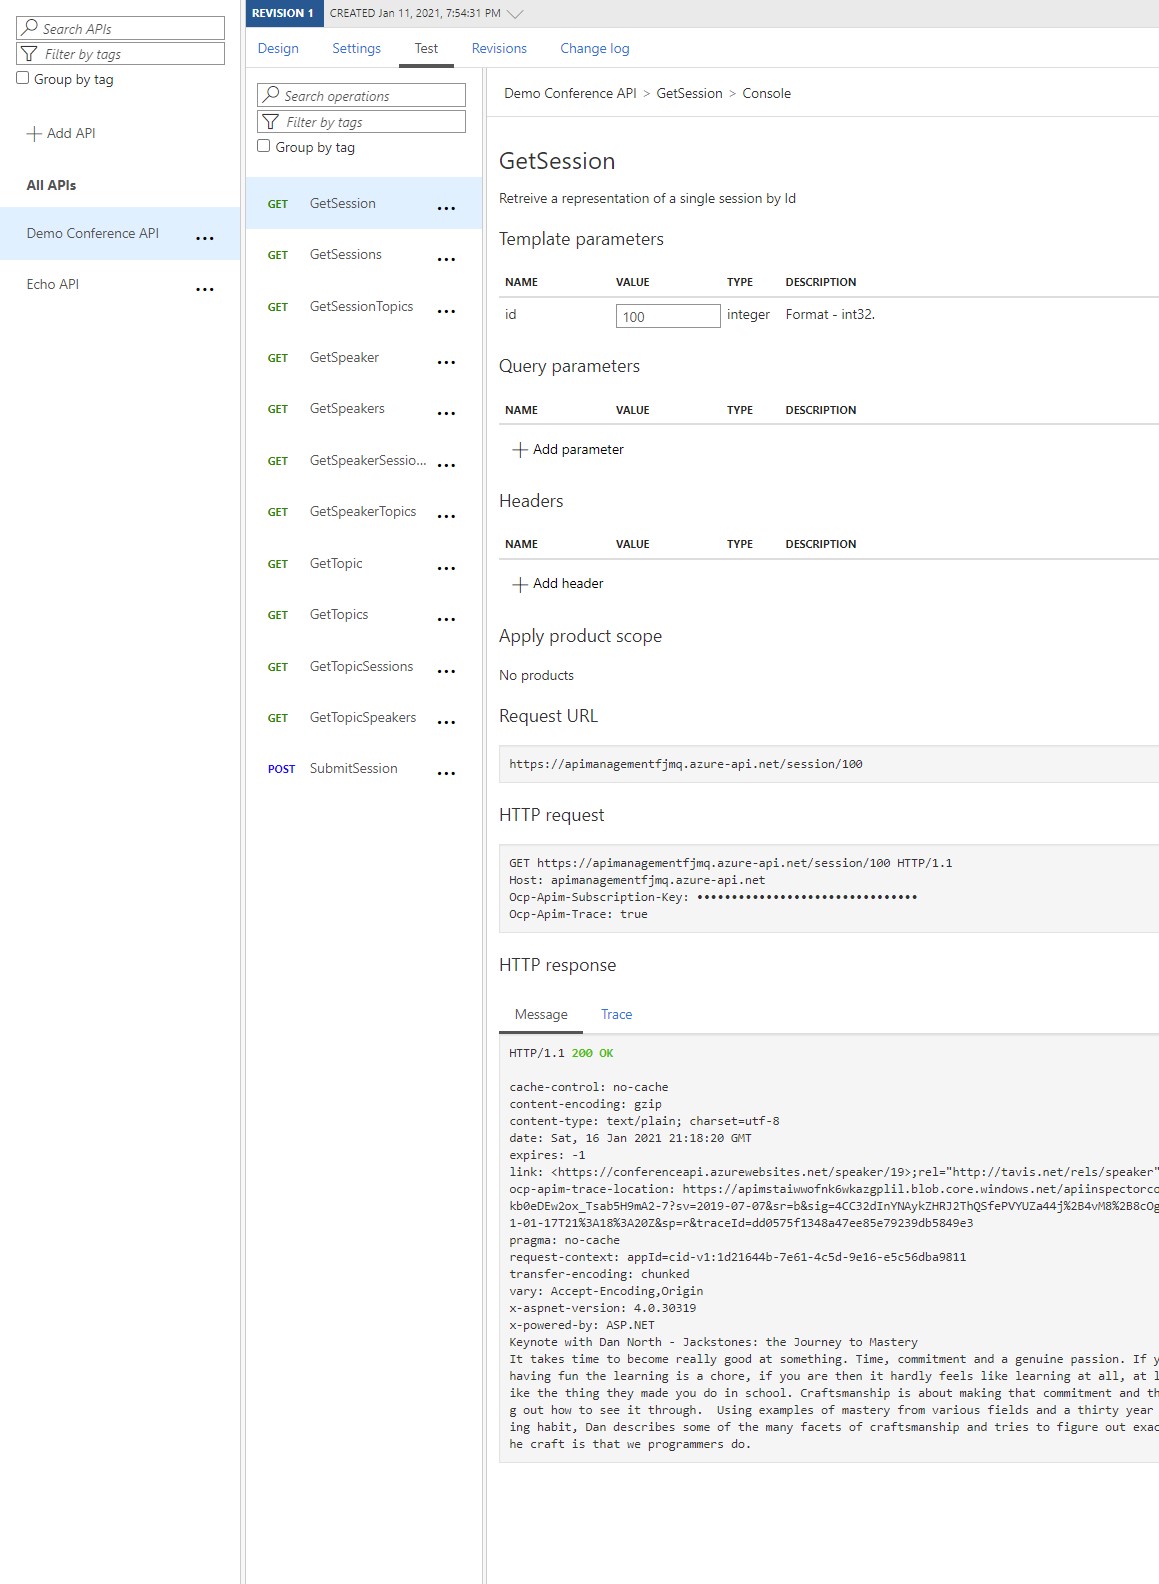 Search APIs
Filter by tags
Group by tag
Add API
All APIs
Demo Conference API
Echo API
REVISION 1 CREATED Jan 11, 2021, 7:54:31 PM
Design Settings Test Revisions Change log
Search operations
Filter by tags
Group by tag
GET GetSession
GET GetSessions
GET GetSessionTopics
GET GetSpeaker
GET GetSpeakers
GET GetSpeakerSessio...
GET GetSpeakerTopics
GET GetTopic
GET GetTopics
GET GetTopicSessions
GET GetTopicSpeakers
POST SubmitSession
Demo Conference API > GetSession > Console
GetSession
Retreive a representation of a single session by Id
Template parameters
NAME VALUE TYPE DESCRIPTION
id 100 integer Format - int32.
Query parameters
NAME VALUE TYPE DESCRIPTION
Add parameter
Headers
NAME VALUE TYPE DESCRIPTION
Add header
Apply product scope
No products
Request URL
https://apimanagementfjmq.azure-api.net/session/100
HTTP request
GET https://apimanagementfjmq.azure-api.net/session/100 HTTP/1.1
Host: apimanagementfjmq.azure-api.net
Ocp-Apim-Subscription-Key: ••••••••••••••••••••••••••••••••
Ocp-Apim-Trace: true
HTTP response
Message Trace
HTTP/1.1 200 OK
cache-control: no-cache
content-encoding: gzip
content-type: text/plain; charset=utf-8
date: Sat, 16 Jan 2021 21:18:20 GMT
expires: -1
link: <https://conferenceapi.azurewebsites.net/speaker/19>;rel="http://tavis.net/rels/speaker"
ocp-apim-trace-location: https://apimstaiwwofnk6wkazgplil.blob.core.windows.net/apiinspectorco
kb0eDEw2ox_Tsab5H9mA2-7?sv=2019-07-07&sr=b&sig=4CC32dInYNAykZHRJ2ThQSfePVYUZa44j%2B4vM8%2B8cOg
1-01-17T21%3A18%3A20Z&sp=r&traceId=dd0575f1348a47ee85e79239db5849e3
pragma: no-cache
request-context: appId=cid-v1:1d21644b-7e61-4c5d-9e16-e5c56dba9811
transfer-encoding: chunked
vary: Accept-Encoding,Origin
x-aspnet-version: 4.0.30319
x-powered-by: ASP.NET
Keynote with Dan North - Jackstones: the Journey to Mastery
It takes time to become really good at something. Time, commitment and a genuine passion. If y
having fun the learning is a chore, if you are then it hardly feels like learning at all, at l
ike the thing they made you do in school. Craftsmanship is about making that commitment and th
g out how to see it through.  Using examples of mastery from various fields and a thirty year
ing habit, Dan describes some of the many facets of craftsmanship and tries to figure out exac
he craft is that we programmers do.